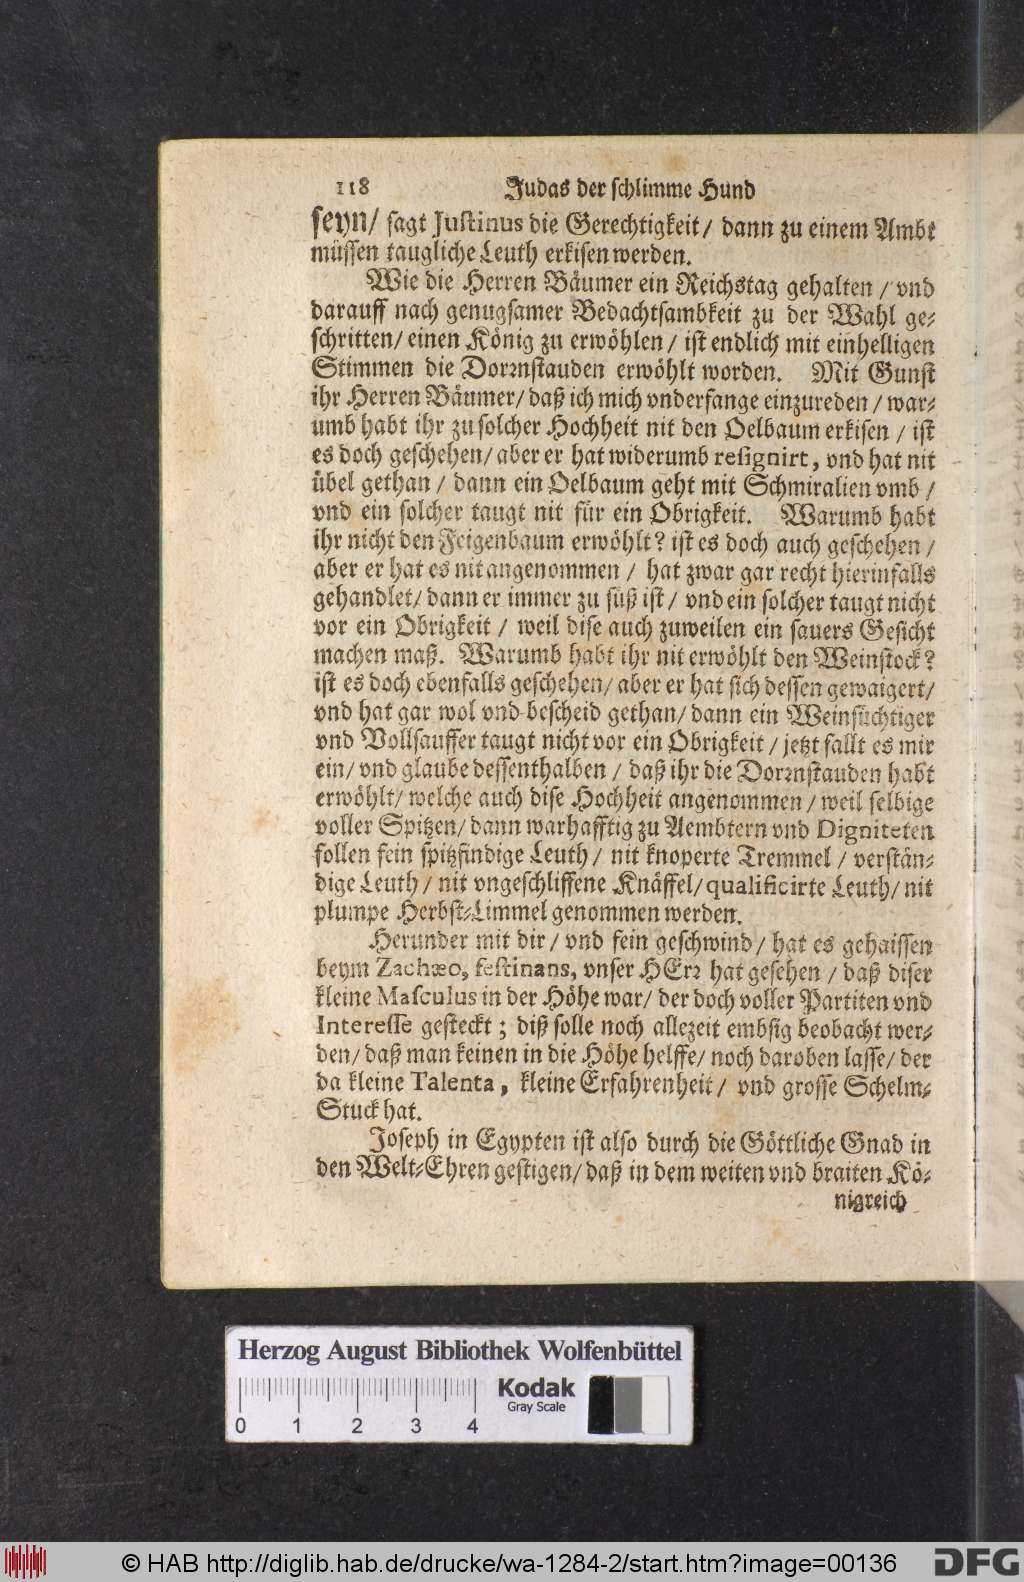 118 Judas der schlimme Hund
seyn/ sagt Justinus die Gerechtigkeit/ dann zu einem Ambt
müssen taugliche Leuth erkisen werden.
Wie die Herren Bäumer ein Reichstag gehalten / vnd
darauff nach genugsamer Bedachtsambkeit zu der Wahl ge-
schritten/ einen König zu erwöhlen / ist endlich mit einhelligen
Stimmen die Dornstauden erwöhlt worden. Mit Gunst
ihr Herren Bäumer/ daß ich mich vnderfange einzureden / war-
umb habt ihr zu solcher Hochheit nit den Oelbaum erkisen / ist
es doch geschehen/ aber er hat widerumb resignirt, vnd hat nit
übel gethan / dann ein Oelbaum geht mit Schmiralien vmb /
vnd ein solcher taugt nit für ein Obrigkeit. Warumb habt
ihr nicht den Feigenbaum erwöhlt? ist es doch auch geschehen /
aber er hat es nit angenommen / hat zwar gar recht hierinfalls
gehandlet/ dann er immer zu süß ist / vnd ein solcher taugt nicht
vor ein Obrigkeit / weil dise auch zuweilen ein sauers Gesicht
machen maß. Warumb habt ihr nit erwöhlt den Weinstock?
ist es doch ebenfalls geschehen/ aber er hat sich dessen gewaigert/
vnd hat gar wol vnd bescheid gethan/ dann ein Weinsüchtiger
vnd Vollsauffer taugt nicht vor ein Obrigkeit / jetzt fallt es mir
ein/ vnd glaube dessenthalben / daß ihr die Dornstauden habt
erwöhlt/ welche auch dise Hochheit angenommen / weil selbige
voller Spitzen/ dann warhafftig zu Aembtern vnd Digniteten
sollen fein spitzfindige Leuth/ nit knoperte Tremmel / verstän-
dige Leuth / nit vngeschliffene Knäffel/ qualificirte Leuth/ nit
plumpe Herbst-Limmel genommen werden.
Herunder mit dir / vnd fein geschwind / hat es gehaissen
beym Zachæo, festinans, vnser HErr hat gesehen / daß diser
kleine Masculus in der Höhe war/ der doch voller Partiten vnd
Interesse gesteckt ; diß solle noch allezeit embsig beobacht wer-
den/ daß man keinen in die Höhe helffe/ noch daroben lasse/ der
da kleine Talenta, kleine Erfahrenheit / vnd grosse Schelm-
Stuck hat.
Joseph in Egypten ist also durch die Göttliche Gnad in
den Welt-Ehren gestigen/ daß in dem weiten vnd braiten Kö-
nigreich
Herzog August Bibliothek Wolfenbüttel
Kodak
Gray Scale
0 1 2 3 4
© HAB http://diglib.hab.de/drucke/wa-1284-2/start.htm?image=00136
DFG